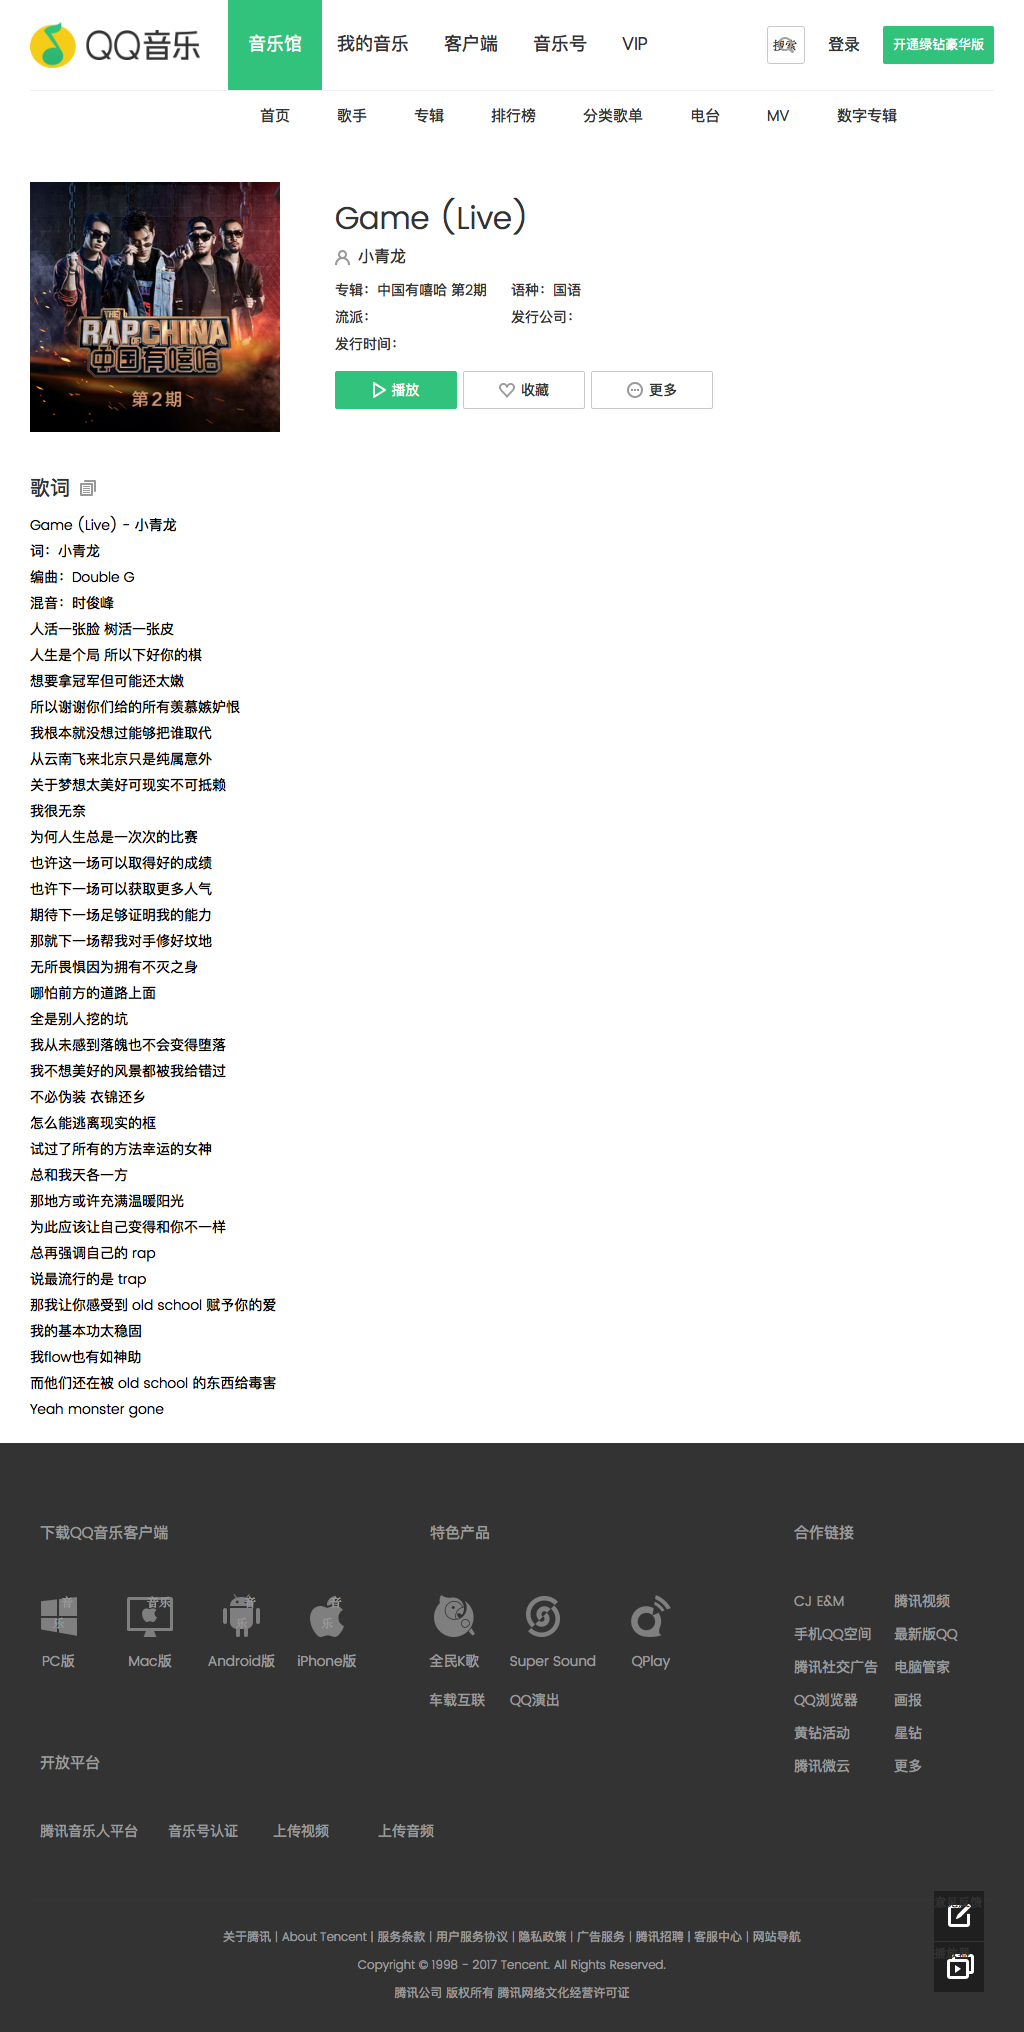 QQ音乐
音乐馆 我的音乐 客户端 音乐号 VIP
搜索 登录 开通绿钻豪华版
首页 歌手 专辑 排行榜 分类歌单 电台 MV 数字专辑
THE RAP OF CHINA
中国有嘻哈
第2期
Game (Live)
小青龙
专辑：中国有嘻哈 第2期 语种：国语
流派： 发行公司：
发行时间：
播放 收藏 更多
歌词
Game (Live) - 小青龙
词：小青龙
编曲：Double G
混音：时俊峰
人活一张脸 树活一张皮
人生是个局 所以下好你的棋
想要拿冠军但可能还太嫩
所以谢谢你们给的所有羡慕嫉妒恨
我根本就没想过能够把谁取代
从云南飞来北京只是纯属意外
关于梦想太美好可现实不可抵赖
我很无奈
为何人生总是一次次的比赛
也许这一场可以取得好的成绩
也许下一场可以获取更多人气
期待下一场足够证明我的能力
那就下一场帮我对手修好坟地
无所畏惧因为拥有不灭之身
哪怕前方的道路上面
全是别人挖的坑
我从未感到落魄也不会变得堕落
我不想美好的风景都被我给错过
不必伪装 衣锦还乡
怎么能逃离现实的框
试过了所有的方法幸运的女神
总和我天各一方
那地方或许充满温暖阳光
为此应该让自己变得和你不一样
总再强调自己的 rap
说最流行的是 trap
那我让你感受到 old school 赋予你的爱
我的基本功太稳固
我flow也有如神助
而他们还在被 old school 的东西给毒害
Yeah monster gone
下载QQ音乐客户端
音乐 音乐 音乐 音乐
PC版 Mac版 Android版 iPhone版
特色产品
全民K歌 Super Sound QPlay
车载互联 QQ演出
合作链接
CJ E&M 腾讯视频
手机QQ空间 最新版QQ
腾讯社交广告 电脑管家
QQ浏览器 画报
黄钻活动 星钻
腾讯微云 更多
开放平台
腾讯音乐人平台 音乐号认证 上传视频 上传音频
关于腾讯 | About Tencent | 服务条款 | 用户服务协议 | 隐私政策 | 广告服务 | 腾讯招聘 | 客服中心 | 网站导航
Copyright © 1998 - 2017 Tencent. All Rights Reserved.
腾讯公司 版权所有 腾讯网络文化经营许可证